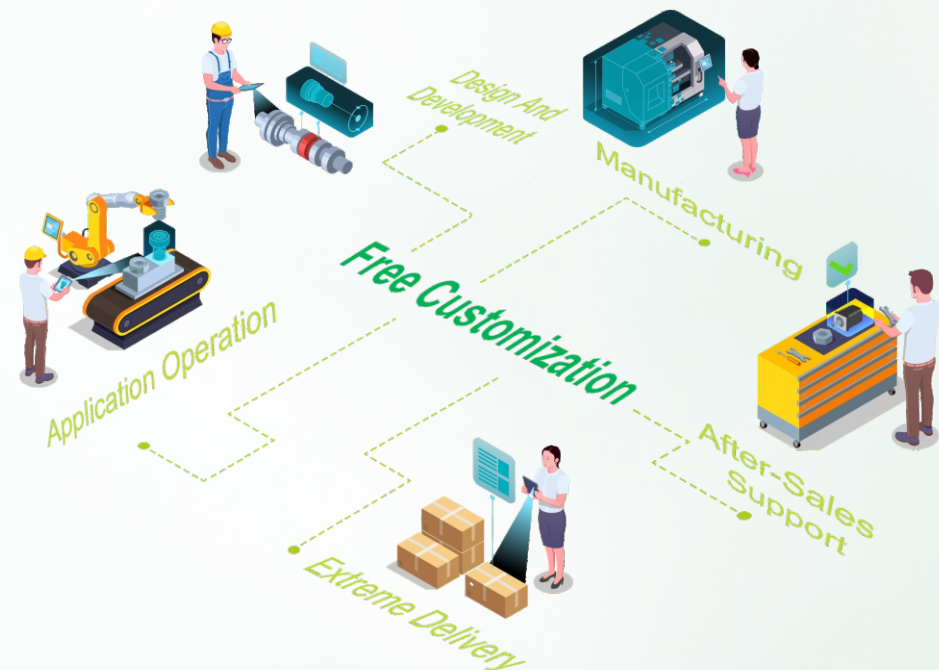 Design And
Development
Manufacturing
Free Customization
Application Operation
After-Sales
Support
Extreme Delivery